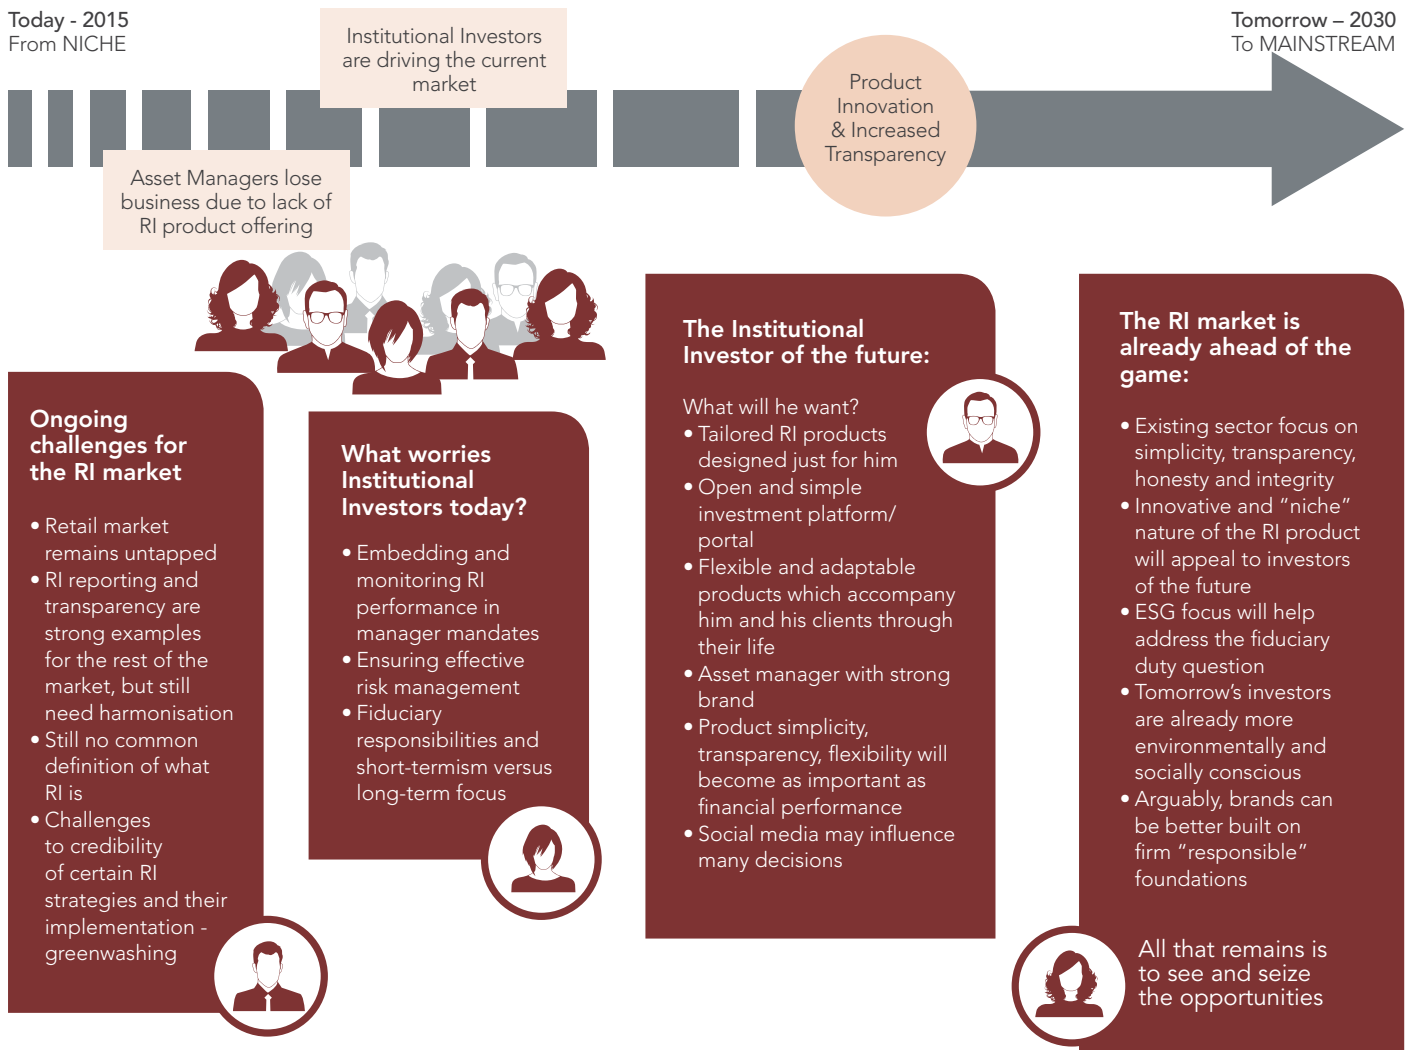 Today - 2015
From NICHE
Institutional Investors
are driving the current
market
Tomorrow – 2030
To MAINSTREAM
Product
Innovation
& Increased
Transparency
Asset Managers lose
business due to lack of
RI product offering
Ongoing
challenges for
the RI market
• Retail market
remains untapped
• RI reporting and
transparency are
strong examples
for the rest of the
market, but still
need harmonisation
• Still no common
definition of what
RI is
• Challenges
to credibility
of certain RI
strategies and their
implementation -
greenwashing
What worries
Institutional
Investors today?
• Embedding and
monitoring RI
performance in
manager mandates
• Ensuring effective
risk management
• Fiduciary
responsibilities and
short-termism versus
long-term focus
The Institutional
Investor of the future:
What will he want?
• Tailored RI products
designed just for him
• Open and simple
investment platform/
portal
• Flexible and adaptable
products which accompany
him and his clients through
their life
• Asset manager with strong
brand
• Product simplicity,
transparency, flexibility will
become as important as
financial performance
• Social media may influence
many decisions
The RI market is
already ahead of the
game:
• Existing sector focus on
simplicity, transparency,
honesty and integrity
• Innovative and “niche”
nature of the RI product
will appeal to investors
of the future
• ESG focus will help
address the fiduciary
duty question
• Tomorrow’s investors
are already more
environmentally and
socially conscious
• Arguably, brands can
be better built on
firm “responsible”
foundations
All that remains is
to see and seize
the opportunities